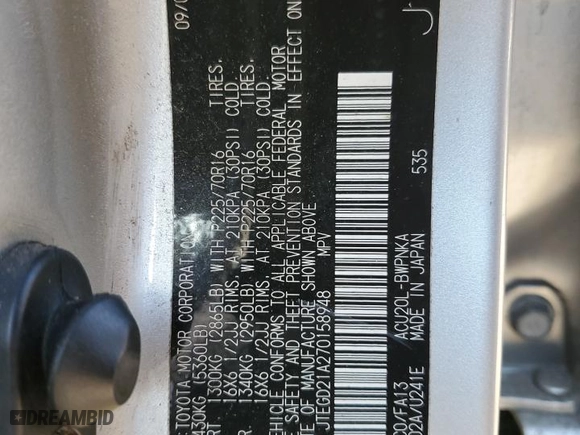 09/0
TOYOTA MOTOR CORPORATION
430KG (5360LB)
RT 1300KG (2865LB) WITH P225/70R16 TIRES,
16X6 1/2JJ RIMS AT 210KPA (30PSI) COLD.
RR 1340KG (2950LB) WITH P225/70R16 TIRES,
16X6 1/2JJ RIMS AT 210KPA (30PSI) COLD.
VEHICLE CONFORMS TO ALL APPLICABLE FEDERAL MOTOR
SAFETY AND THEFT PREVENTION STANDARDS IN EFFECT ON
OF MANUFACTURE SHOWN ABOVE.
JTEGD21A270158948 MPV
ACU20L-BWPNKA
/FA13 MADE IN JAPAN
02A/0241E 535
DREAMBID